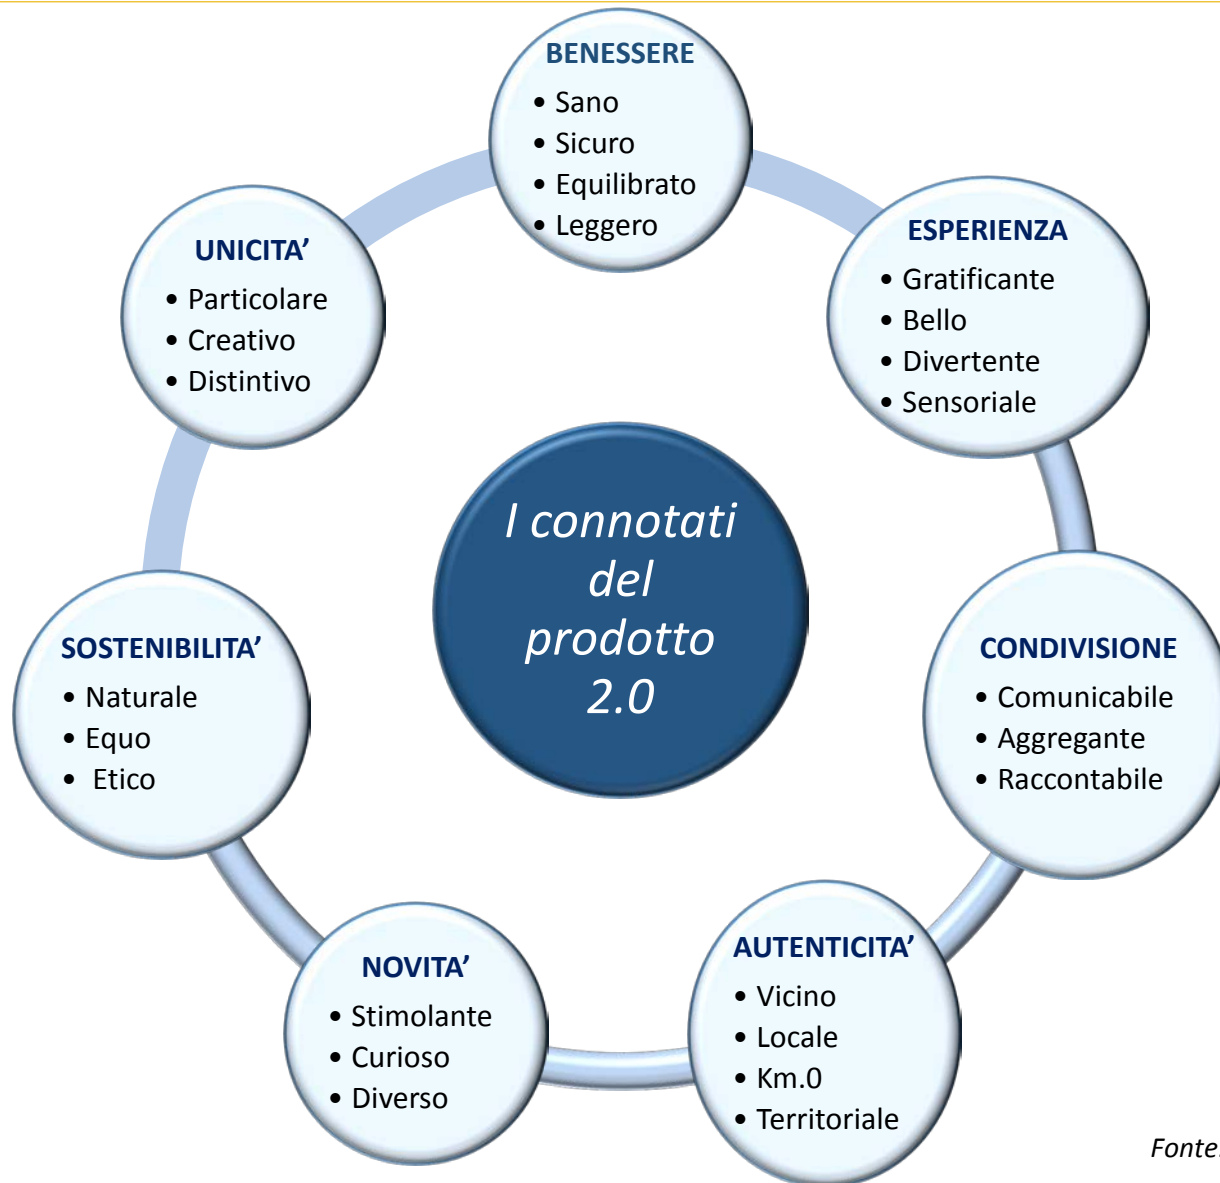 BENESSERE
• Sano
• Sicuro
• Equilibrato
• Leggero
ESPERIENZA
• Gratificante
• Bello
• Divertente
• Sensoriale
CONDIVISIONE
• Comunicabile
• Aggregante
• Raccontabile
AUTENTICITA’
• Vicino
• Locale
• Km.0
• Territoriale
NOVITA’
• Stimolante
• Curioso
• Diverso
SOSTENIBILITA’
• Naturale
• Equo
• Etico
UNICITA’
• Particolare
• Creativo
• Distintivo
I connotati
del
prodotto
2.0
Fonte: